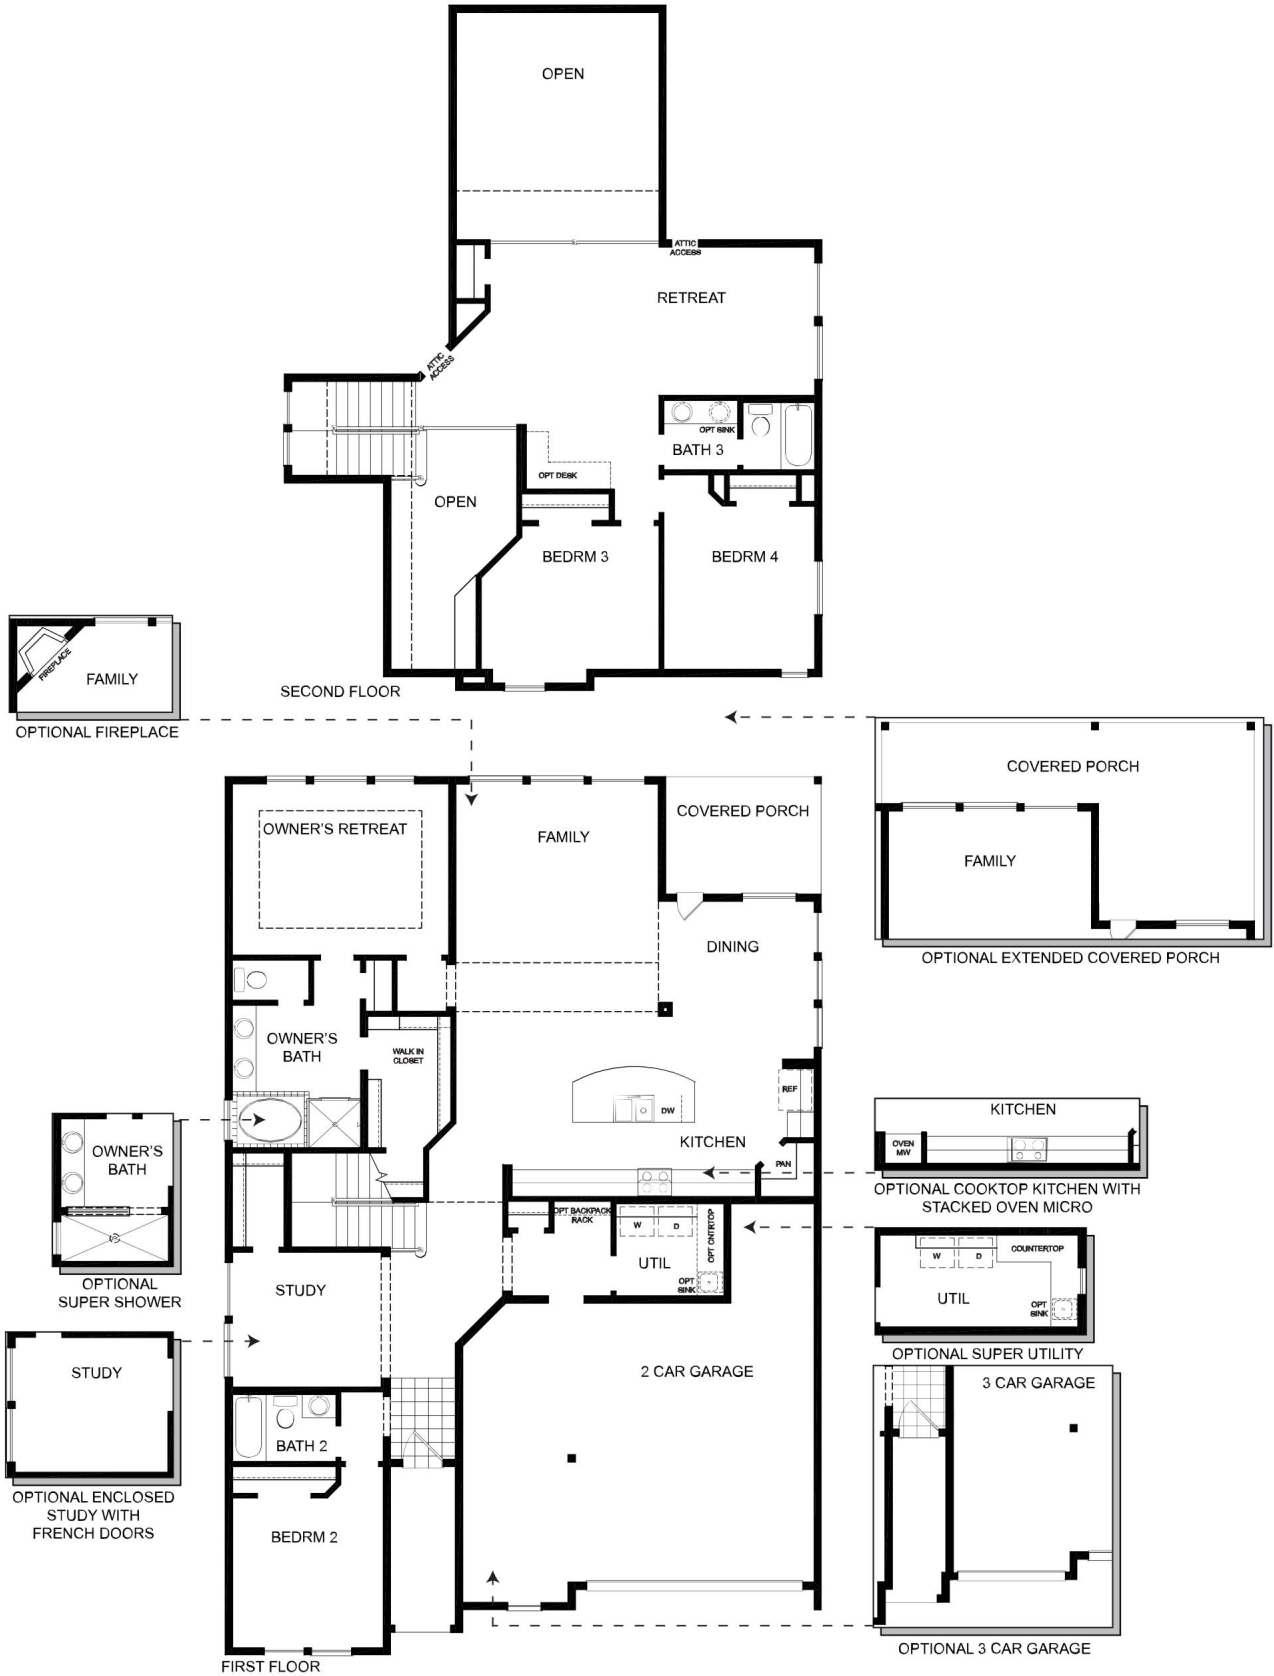 OPEN
ATTIC
ACCESS
RETREAT
ATTIC
ACCESS
OPT SINK
BATH 3
OPT DESK
OPEN
BEDRM 3
BEDRM 4
SECOND FLOOR
FIREPLACE
FAMILY
OPTIONAL FIREPLACE
COVERED PORCH
FAMILY
OPTIONAL EXTENDED COVERED PORCH
OWNER'S RETREAT
FAMILY
COVERED PORCH
DINING
OWNER'S
BATH
WALK IN
CLOSET
REF
DW
KITCHEN
PAN
OWNER'S
BATH
OPTIONAL
SUPER SHOWER
KITCHEN
OVEN
MW
OPTIONAL COOKTOP KITCHEN WITH
STACKED OVEN MICRO
OPT BACKPACK
RACK
W
D
OPT CNTRTOP
UTIL
OPT
SINK
STUDY
W
D
COUNTERTOP
UTIL
OPT
SINK
OPTIONAL SUPER UTILITY
STUDY
OPTIONAL ENCLOSED
STUDY WITH
FRENCH DOORS
2 CAR GARAGE
BATH 2
BEDRM 2
3 CAR GARAGE
OPTIONAL 3 CAR GARAGE
FIRST FLOOR